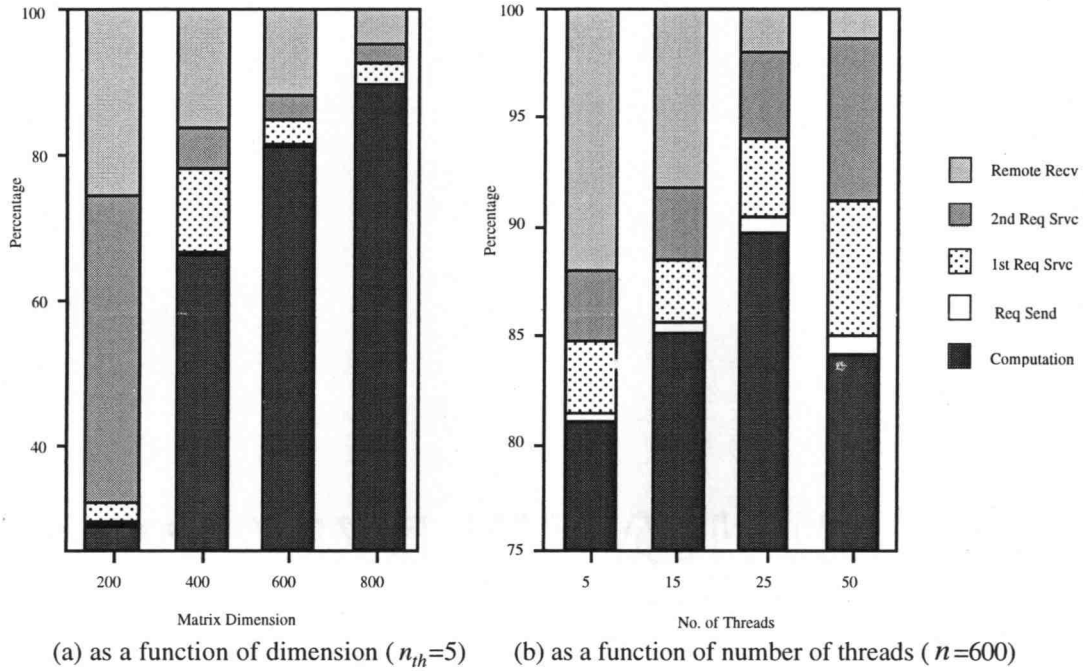 100
80
60
40
Percentage
200 400 600 800
Matrix Dimension
(a) as a function of dimension ( n_th=5)
100
95
90
85
80
75
Percentage
5 15 25 50
No. of Threads
(b) as a function of number of threads ( n=600)
Remote Recv
2nd Req Srvc
1st Req Srvc
Req Send
Computation